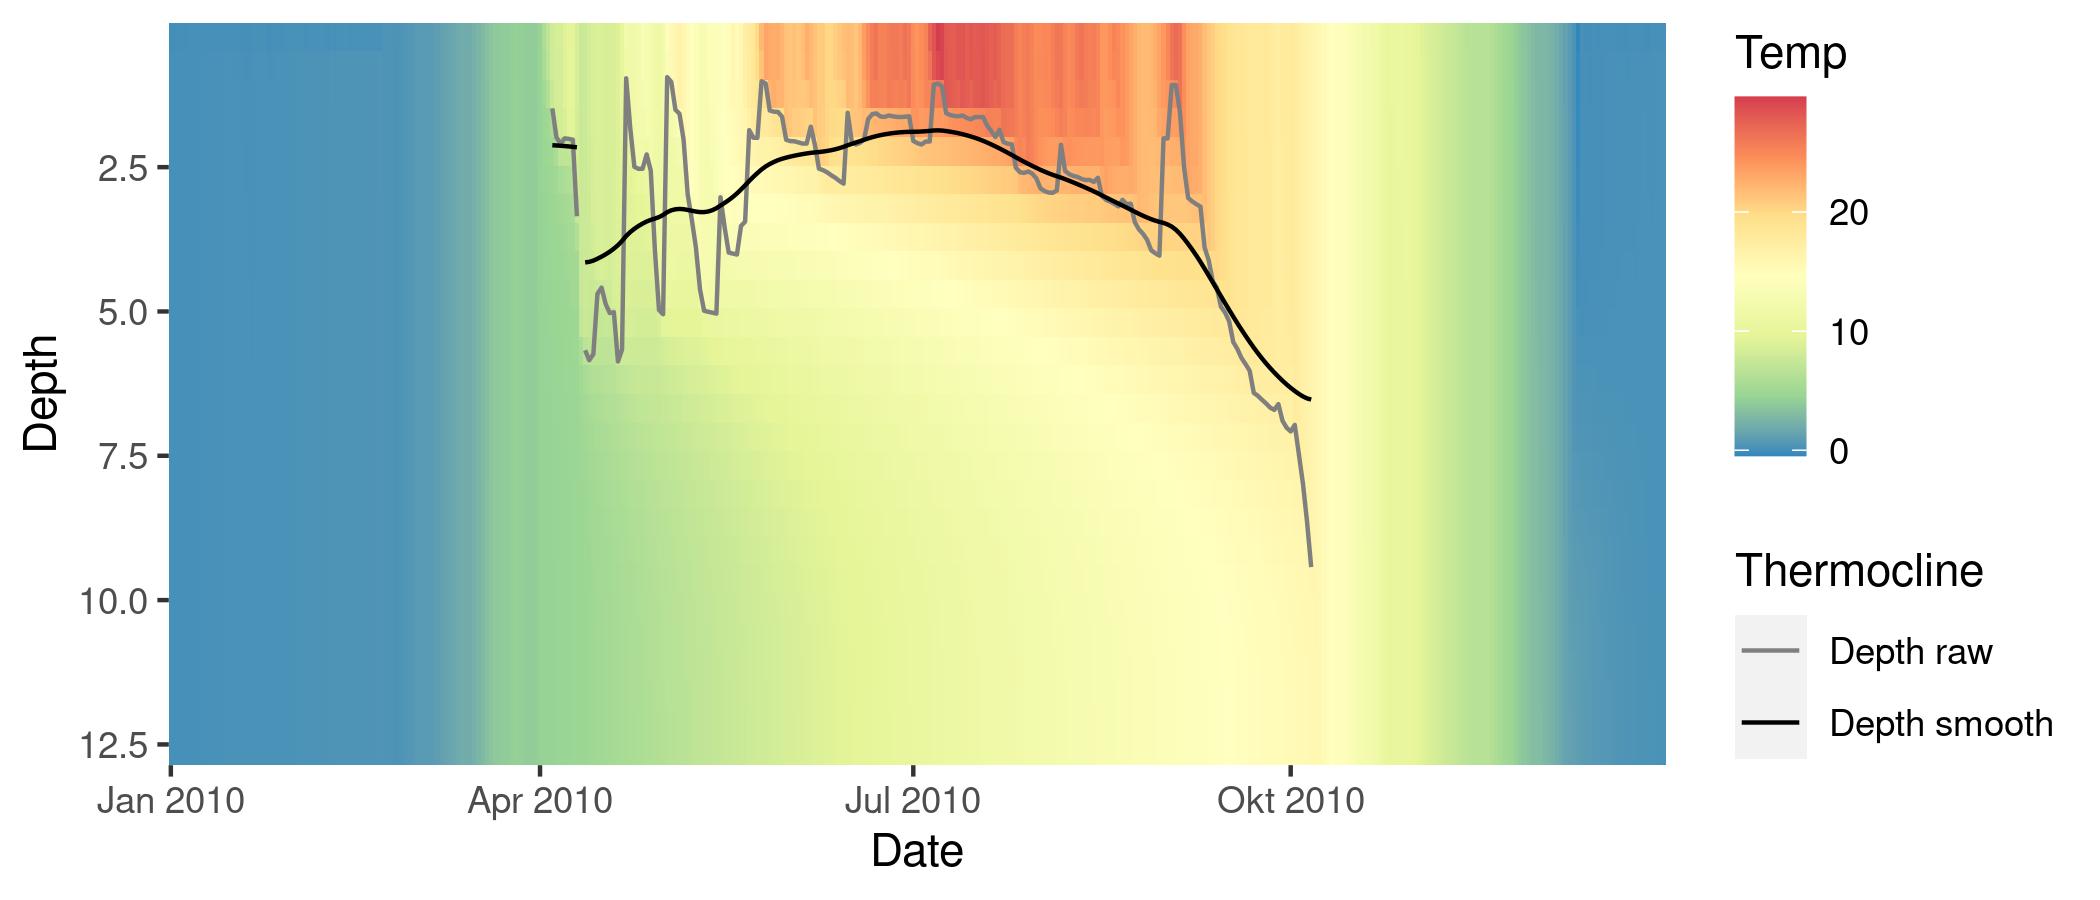 Temp
20
10
0
Thermocline
Depth raw
Depth smooth
Depth
2.5
5.0
7.5
10.0
12.5
Jan 2010
Apr 2010
Jul 2010
Okt 2010
Date